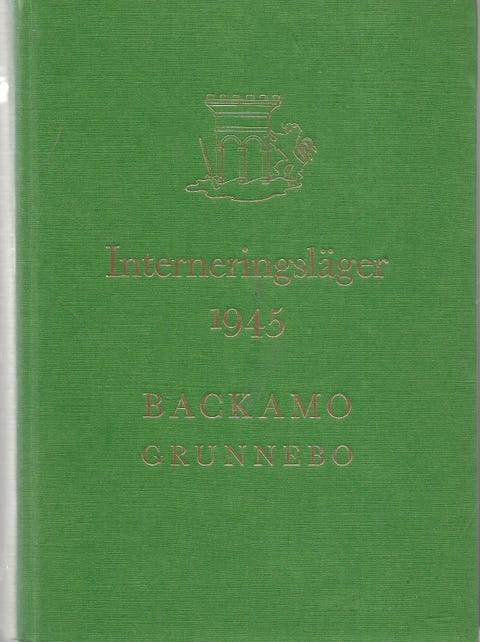 Interneringsläger
1945
BACKAMO
GRUNNEBO